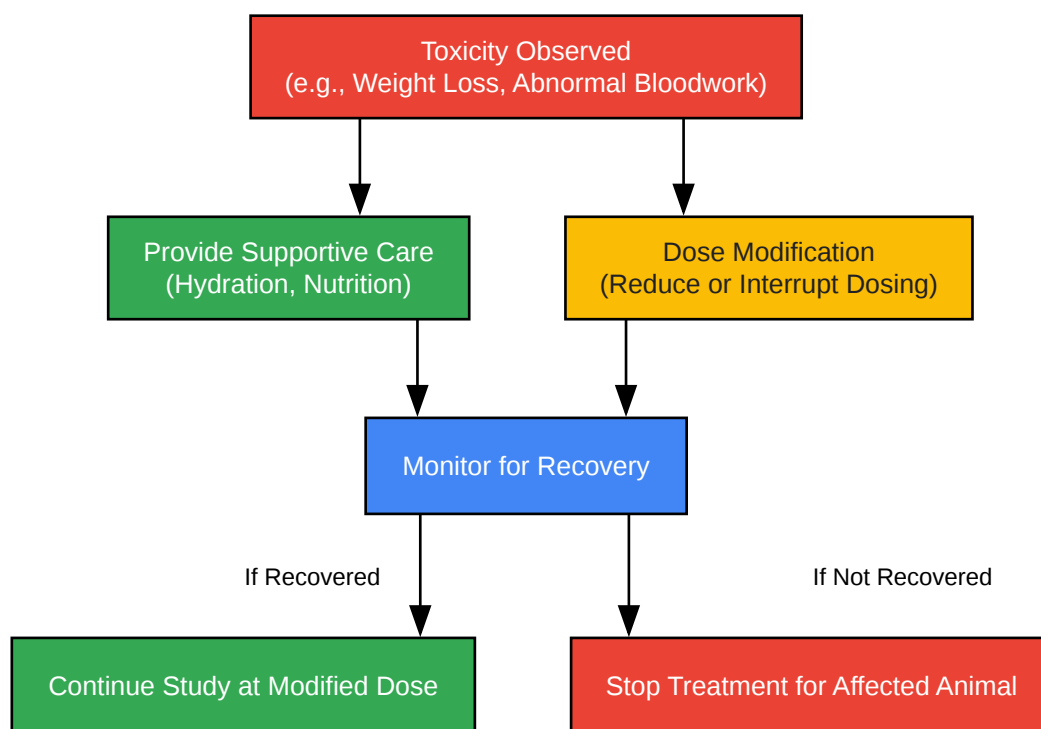 Toxicity Observed
(e.g., Weight Loss, Abnormal Bloodwork)
Provide Supportive Care
(Hydration, Nutrition)
Dose Modification
(Reduce or Interrupt Dosing)
Monitor for Recovery
If Recovered
If Not Recovered
Continue Study at Modified Dose
Stop Treatment for Affected Animal